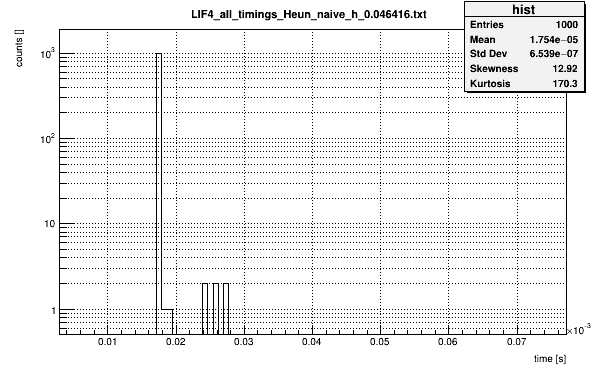 LIF4_all_timings_Heun_naive_h_0.046416.txt
hist
Entries 1000
Mean 1.754e−05
Std Dev 6.539e−07
Skewness 12.92
Kurtosis 170.3
counts []
10³
10²
10
1
0.01 0.02 0.03 0.04 0.05 0.06 0.07
×10⁻³
time [s]